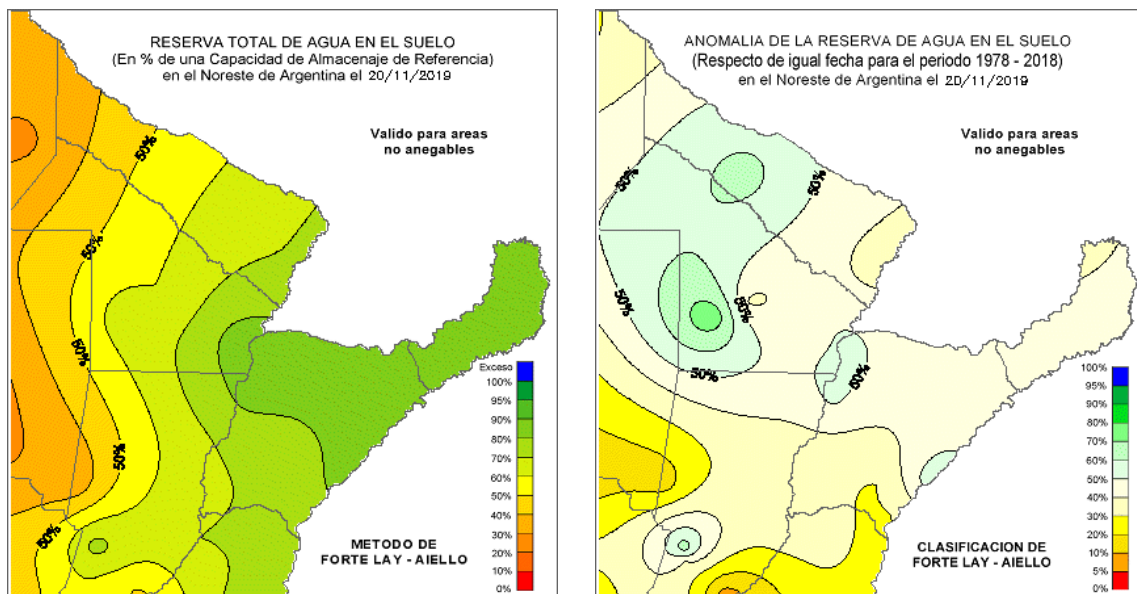 RESERVA TOTAL DE AGUA EN EL SUELO
(En % de una Capacidad de Almacenaje de Referencia)
en el Noreste de Argentina el 20/11/2019
Valido para areas
no anegables
50%
50%
50%
50%
50%
Exceso
100%
95%
90%
80%
70%
60%
50%
40%
30%
20%
10%
0%
METODO DE
FORTE LAY - AIELLO
ANOMALIA DE LA RESERVA DE AGUA EN EL SUELO
(Respecto de igual fecha para el periodo 1978 - 2018)
en el Noreste de Argentina el 20/11/2019
Valido para areas
no anegables
50%
50%
50%
50%
50%
50%
100%
95%
90%
80%
70%
60%
50%
40%
30%
20%
10%
5%
0%
CLASIFICACION DE
FORTE LAY - AIELLO